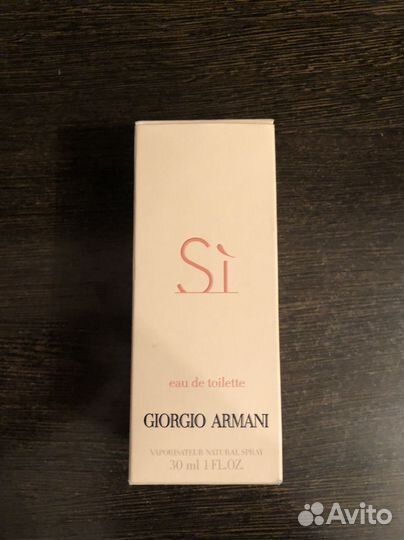 Sì
eau de toilette
GIORGIO ARMANI
VAPORISATEUR NATURAL SPRAY
30 ml 1 FL.OZ.
Avito